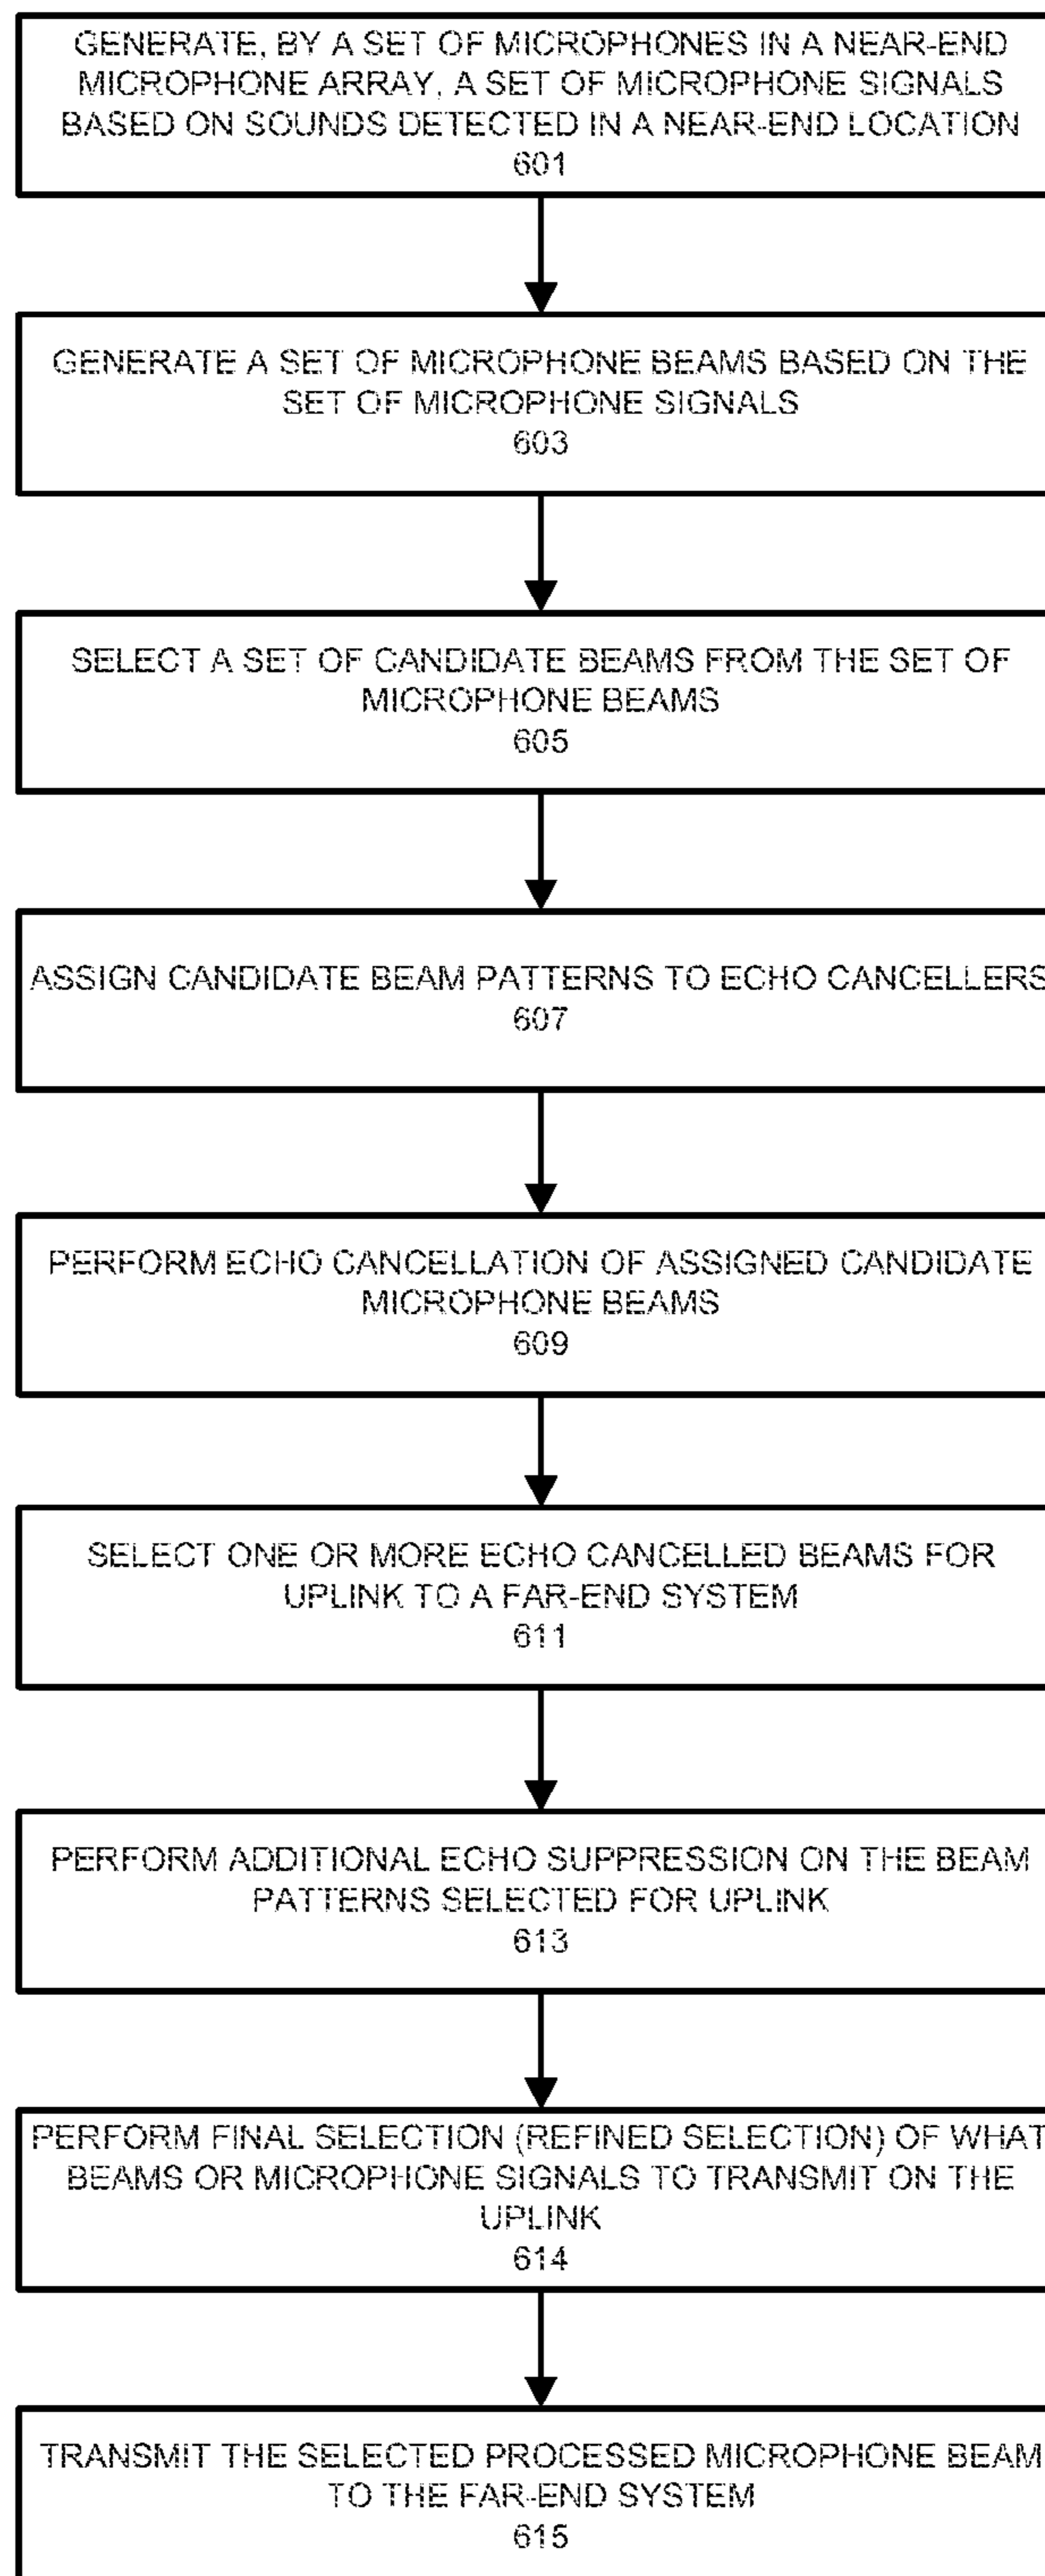 GENERATE, BY A SET OF MICROPHONES IN A NEAR-END
MICROPHONE ARRAY, A SET OF MICROPHONE SIGNALS
BASED ON SOUNDS DETECTED IN A NEAR-END LOCATION
601
GENERATE A SET OF MICROPHONE BEAMS BASED ON THE
SET OF MICROPHONE SIGNALS
603
SELECT A SET OF CANDIDATE BEAMS FROM THE SET OF
MICROPHONE BEAMS
605
ASSIGN CANDIDATE BEAM PATTERNS TO ECHO CANCELLERS
607
PERFORM ECHO CANCELLATION OF ASSIGNED CANDIDATE
MICROPHONE BEAMS
609
SELECT ONE OR MORE ECHO CANCELLED BEAMS FOR
UPLINK TO A FAR-END SYSTEM
611
PERFORM ADDITIONAL ECHO SUPPRESSION ON THE BEAM
PATTERNS SELECTED FOR UPLINK
613
PERFORM FINAL SELECTION (REFINED SELECTION) OF WHAT
BEAMS OR MICROPHONE SIGNALS TO TRANSMIT ON THE
UPLINK
614
TRANSMIT THE SELECTED PROCESSED MICROPHONE BEAM
TO THE FAR-END SYSTEM
615